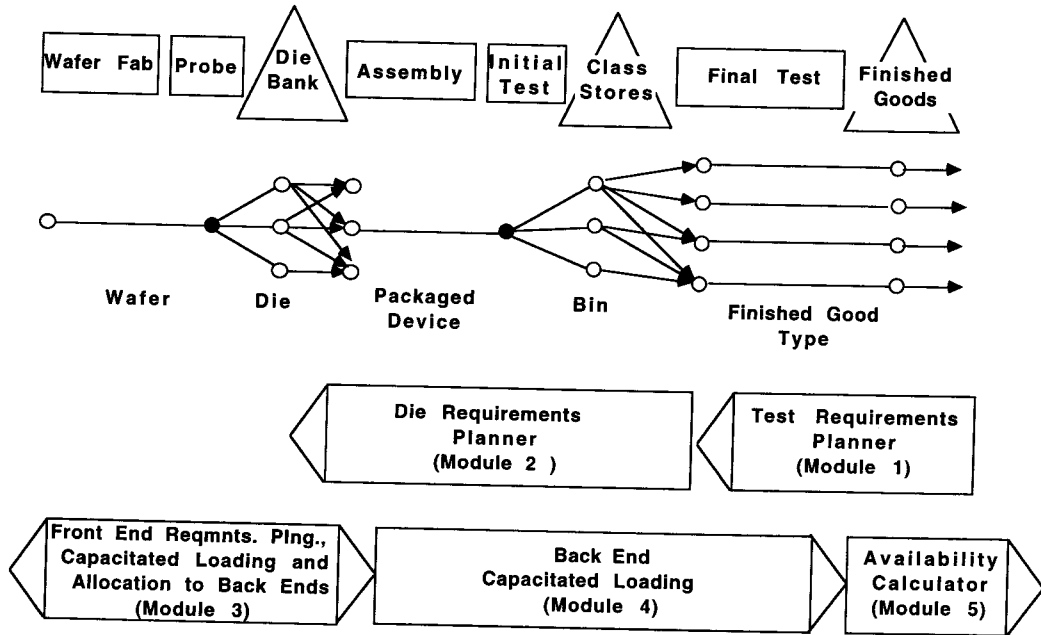 Wafer Fab
Probe
Die
Bank
Assembly
Initial
Test
Class
Stores
Final Test
Finished
Goods
Wafer
Die
Packaged
Device
Bin
Finished Good
Type
Die Requirements
Planner
(Module 2 )
Test Requirements
Planner
(Module 1)
Front End Reqmnts. Plng.,
Capacitated Loading and
Allocation to Back Ends
(Module 3)
Back End
Capacitated Loading
(Module 4)
Availability
Calculator
(Module 5)